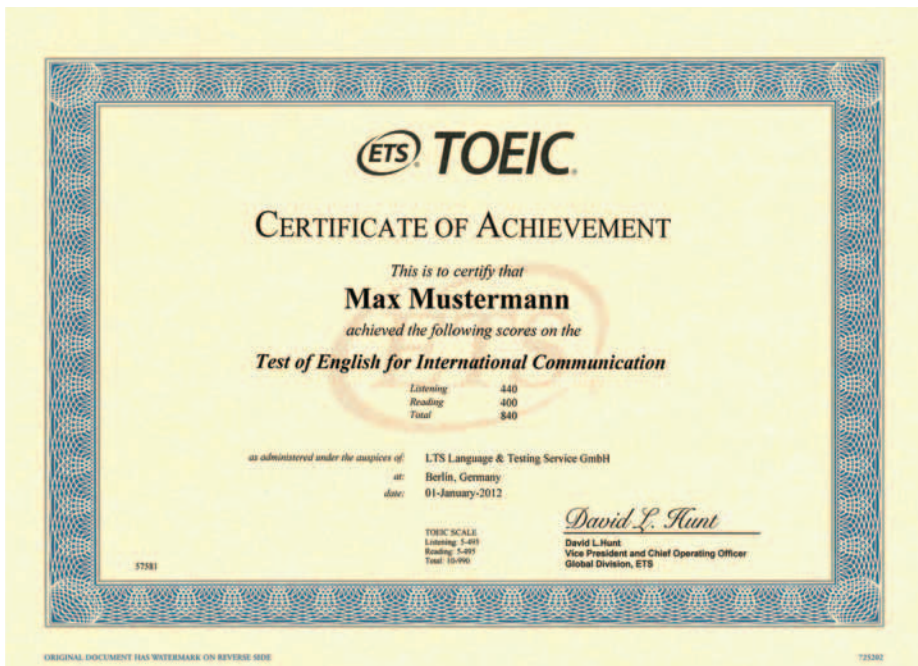 ETS® TOEIC®
CERTIFICATE OF ACHIEVEMENT
This is to certify that
Max Mustermann
achieved the following scores on the
Test of English for International Communication
Listening 440
Reading 400
Total 840
as administered under the auspices of: LTS Language & Testing Service GmbH
at: Berlin, Germany
date: 01-January-2012
David L. Hunt
TOEIC SCALE
Listening: 5-495
Reading: 5-495
Total: 10-990
David L.Hunt
Vice President and Chief Operating Officer
Global Division, ETS
57581
ORIGINAL DOCUMENT HAS WATERMARK ON REVERSE SIDE
725202
ETS